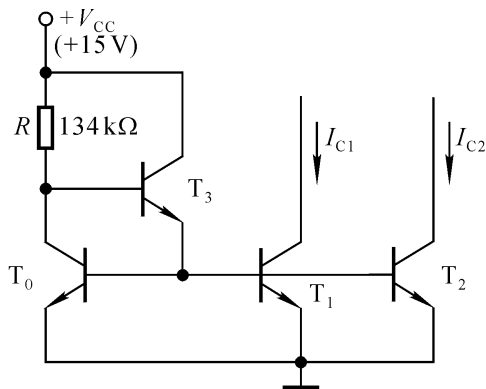 +V_CC
(+15 V)
R 134 kΩ
I_C1
I_C2
T_3
T_0
T_1
T_2